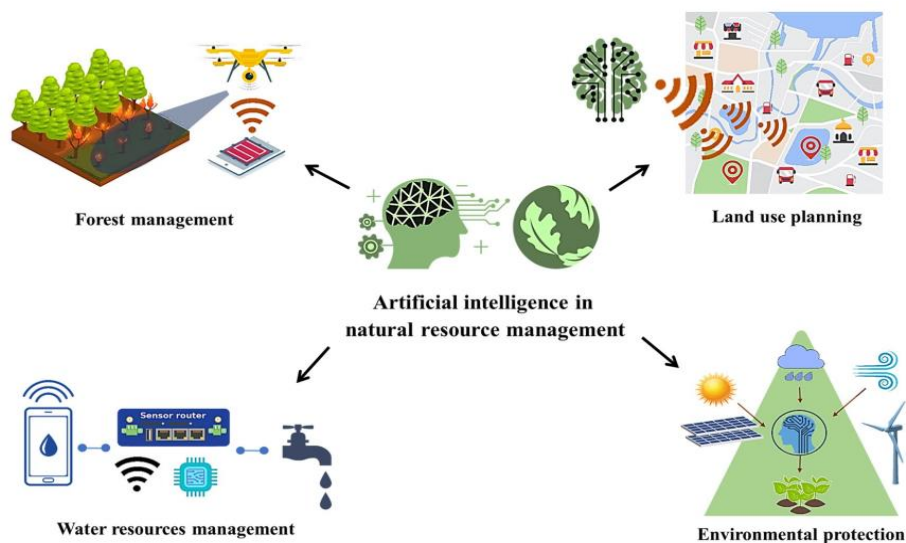 Forest management
Land use planning
Artificial intelligence in
natural resource management
Sensor router
Water resources management
Environmental protection